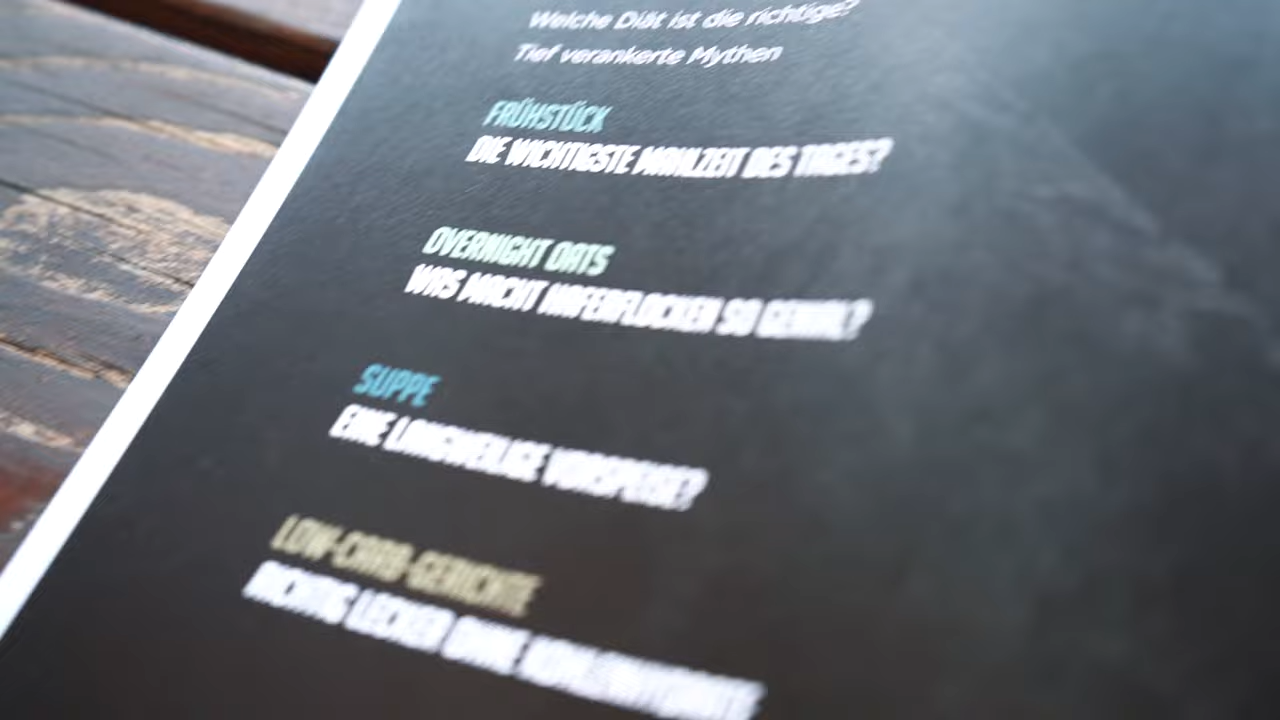 Welche Diät ist die richtige?
Tief verankerte Mythen
FRÜHSTÜCK
DIE WICHTIGSTE MAHLZEIT DES TAGES?
OVERNIGHT OATS
WAS MACHT HAFERFLOCKEN SO GENIAL?
SUPPE
EINE LANGWEILIGE VORSPEISE?
LOW-CARB-GERICHTE
RICHTIG LECKER OHNE KOHLENHYDRATE